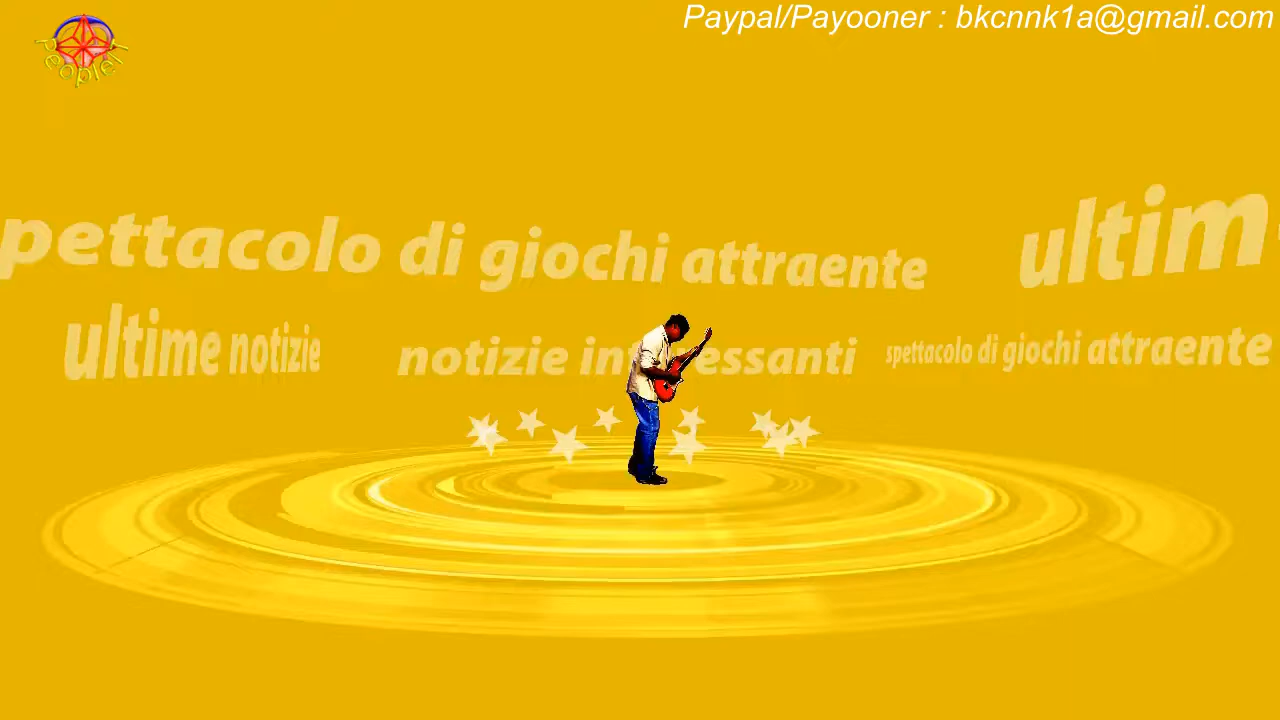 Paypal/Payooner : bkcnnk1a@gmail.com
PeopleTY
pettacolo di giochi attraente
ultim
ultime notizie
notizie in essanti
spettacolo di giochi attraente